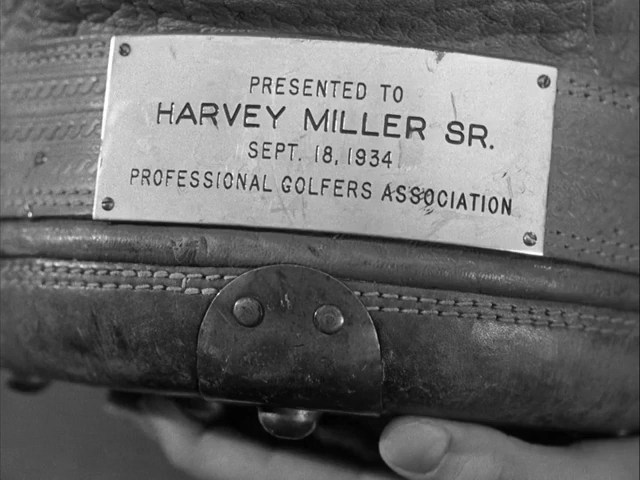 PRESENTED TO
HARVEY MILLER SR.
SEPT. 18, 1934
PROFESSIONAL GOLFERS ASSOCIATION